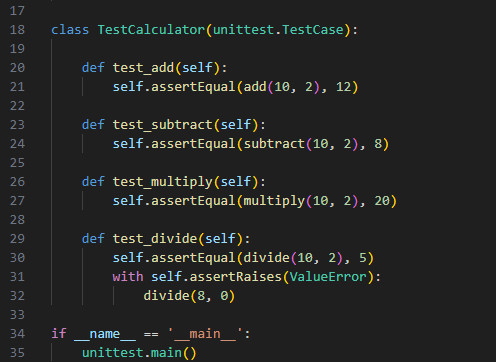 17
18 class TestCalculator(unittest.TestCase):
19
20     def test_add(self):
21         self.assertEqual(add(10, 2), 12)
22
23     def test_subtract(self):
24         self.assertEqual(subtract(10, 2), 8)
25
26     def test_multiply(self):
27         self.assertEqual(multiply(10, 2), 20)
28
29     def test_divide(self):
30         self.assertEqual(divide(10, 2), 5)
31         with self.assertRaises(ValueError):
32             divide(8, 0)
33
34 if __name__ == '__main__':
35     unittest.main()